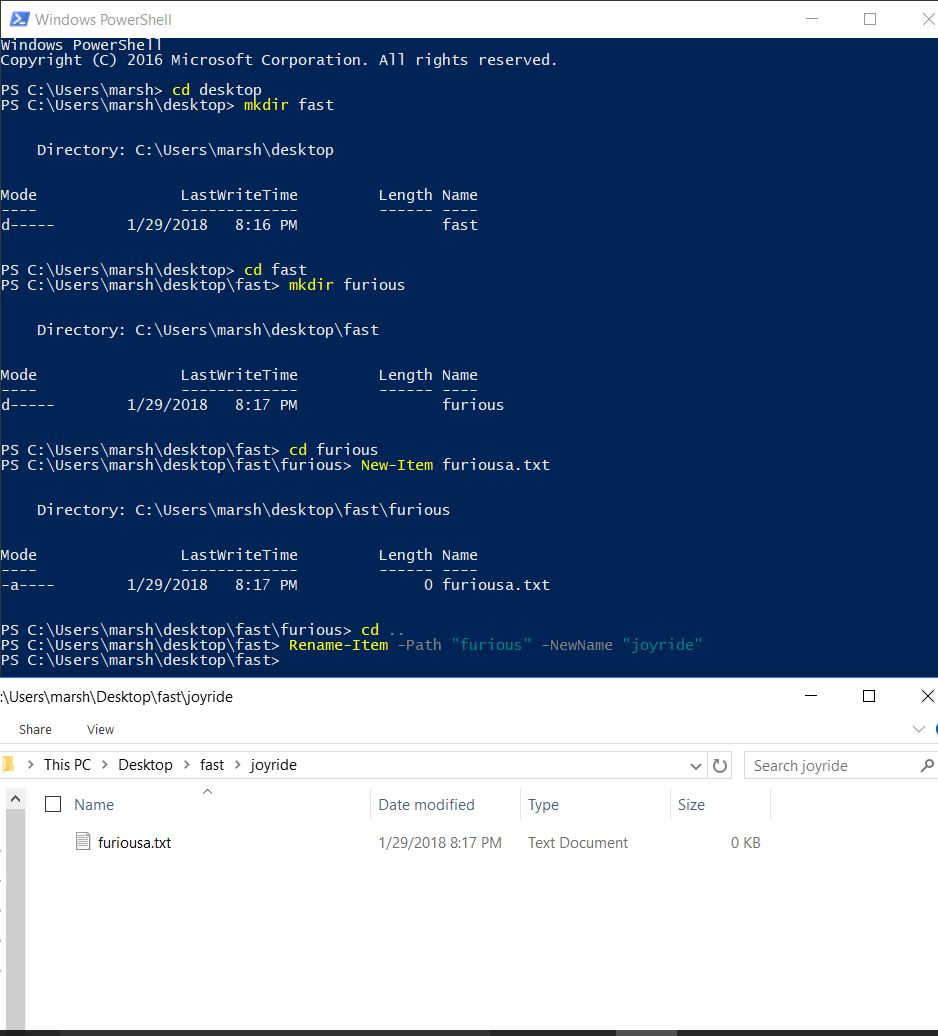 Windows PowerShell
Windows PowerShell
Copyright (C) 2016 Microsoft Corporation. All rights reserved.
PS C:\Users\marsh> cd desktop
PS C:\Users\marsh\desktop> mkdir fast
Directory: C:\Users\marsh\desktop
Mode LastWriteTime Length Name
---- ------------- ------ ----
d----- 1/29/2018 8:16 PM fast
PS C:\Users\marsh\desktop> cd fast
PS C:\Users\marsh\desktop\fast> mkdir furious
Directory: C:\Users\marsh\desktop\fast
Mode LastWriteTime Length Name
---- ------------- ------ ----
d----- 1/29/2018 8:17 PM furious
PS C:\Users\marsh\desktop\fast> cd furious
PS C:\Users\marsh\desktop\fast\furious> New-Item furiousa.txt
Directory: C:\Users\marsh\desktop\fast\furious
Mode LastWriteTime Length Name
---- ------------- ------ ----
-a---- 1/29/2018 8:17 PM 0 furiousa.txt
PS C:\Users\marsh\desktop\fast\furious> cd ..
PS C:\Users\marsh\desktop\fast> Rename-Item -Path "furious" -NewName "joyride"
PS C:\Users\marsh\desktop\fast>
:\Users\marsh\Desktop\fast\joyride
Share View
This PC > Desktop > fast > joyride Search joyride
Name Date modified Type Size
furiousa.txt 1/29/2018 8:17 PM Text Document 0 KB